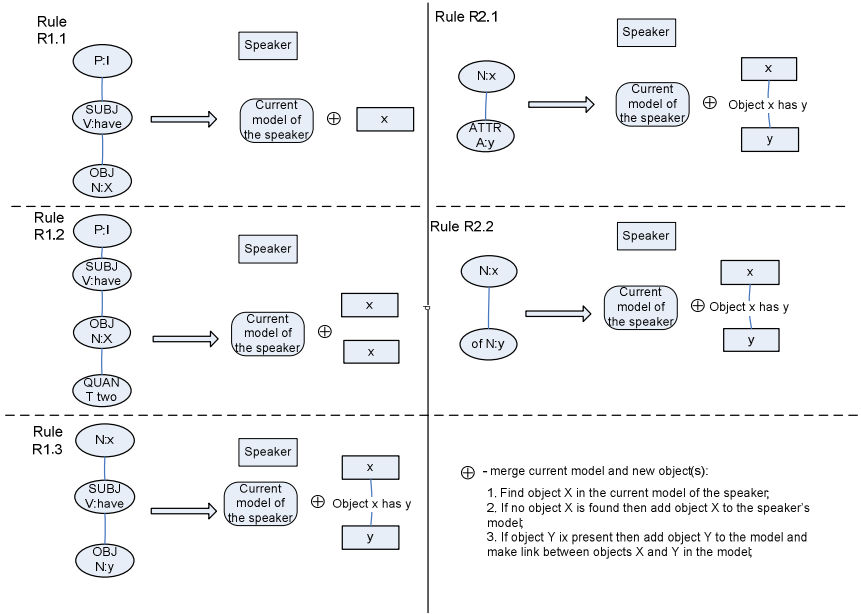 Rule
R1.1
P:I
SUBJ
V:have
OBJ
N:X
Speaker
Current
model of
the speaker
⊕
x
Rule R2.1
N:x
ATTR
A:y
Speaker
Current
model of
the speaker
⊕
x
Object x has y
y
Rule
R1.2
P:I
SUBJ
V:have
OBJ
N:X
QUAN
T two
Speaker
Current
model of
the speaker
⊕
x
x
Rule R2.2
N:x
of N:y
Speaker
Current
model of
the speaker
⊕
x
Object x has y
y
Rule
R1.3
N:x
SUBJ
V:have
OBJ
N:y
Speaker
Current
model of
the speaker
⊕
x
Object x has y
y
⊕ - merge current model and new object(s):
1. Find object X in the current model of the speaker;
2. If no object X is found then add object X to the speaker's
model;
3. If object Y ix present then add object Y to the model and
make link between objects X and Y in the model;